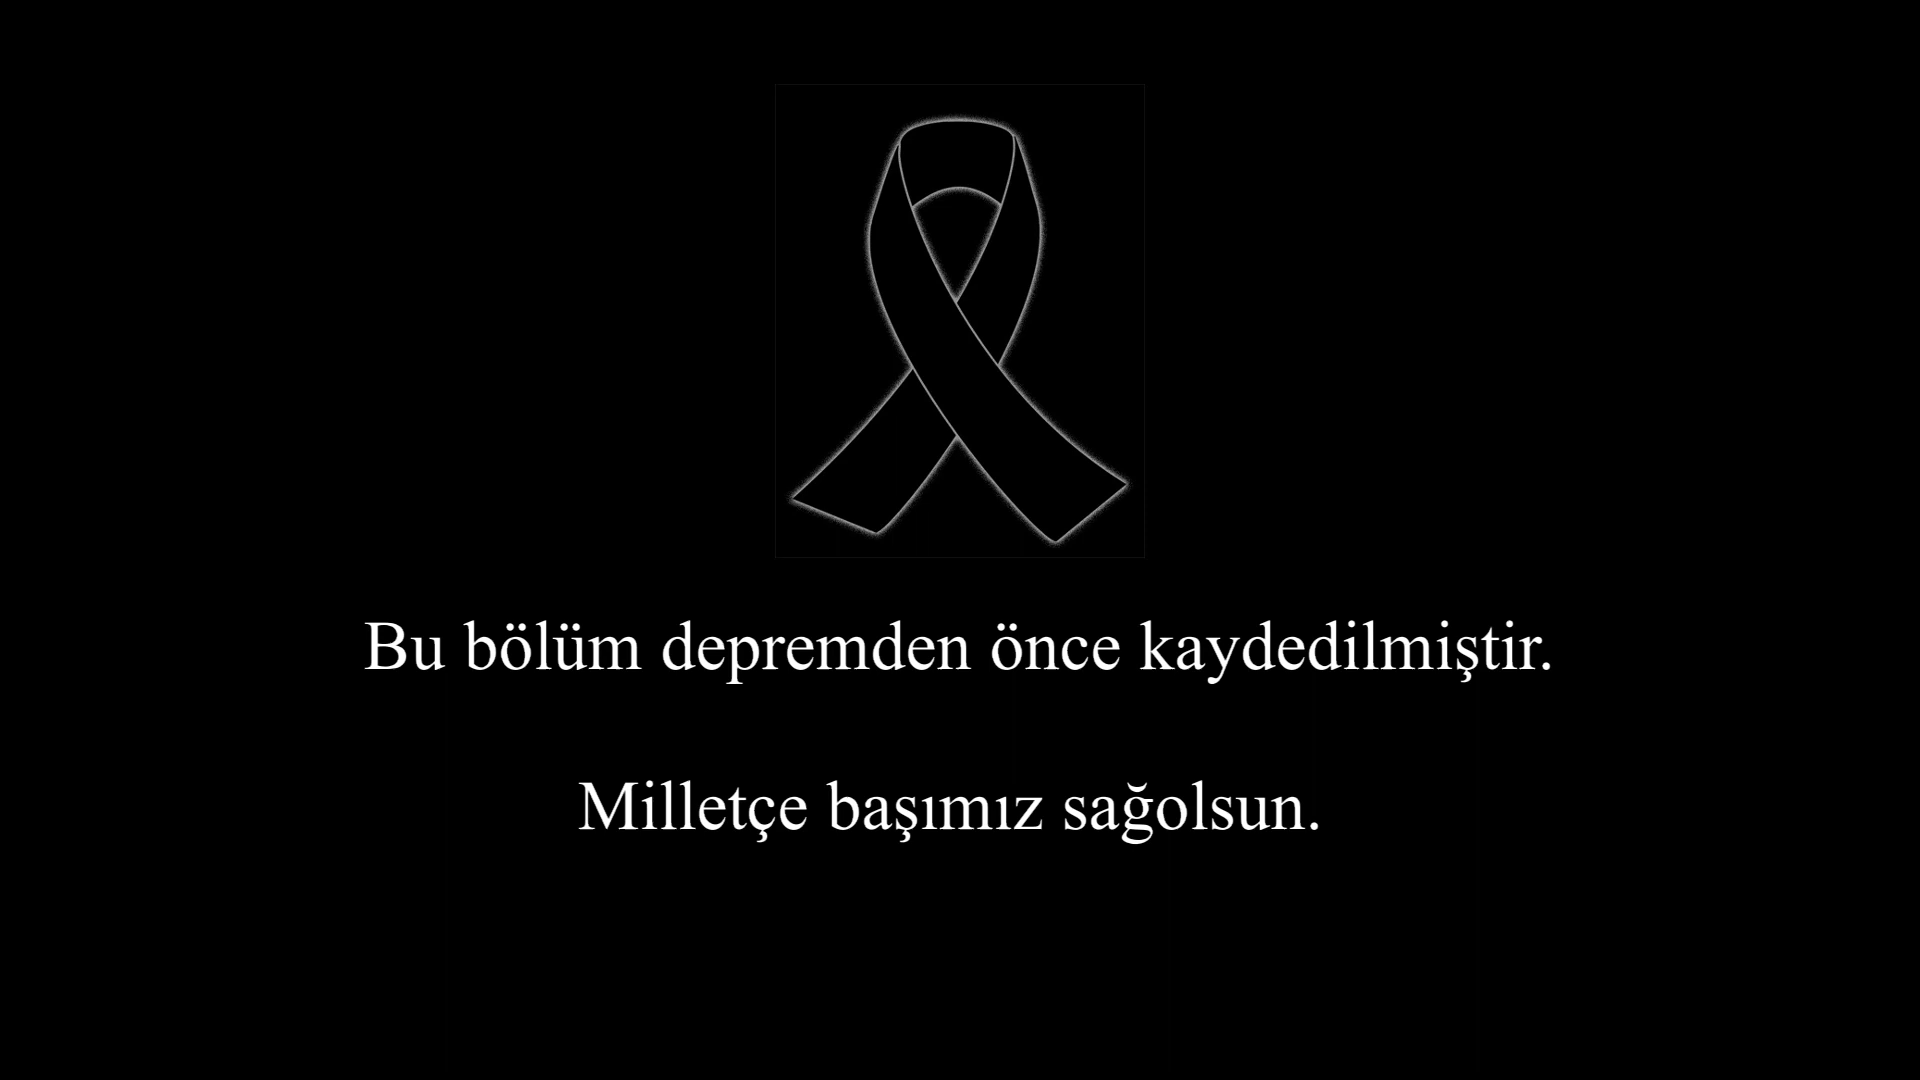 Bu bölüm depremden önce kaydedilmiştir.
Milletçe başımız sağolsun.